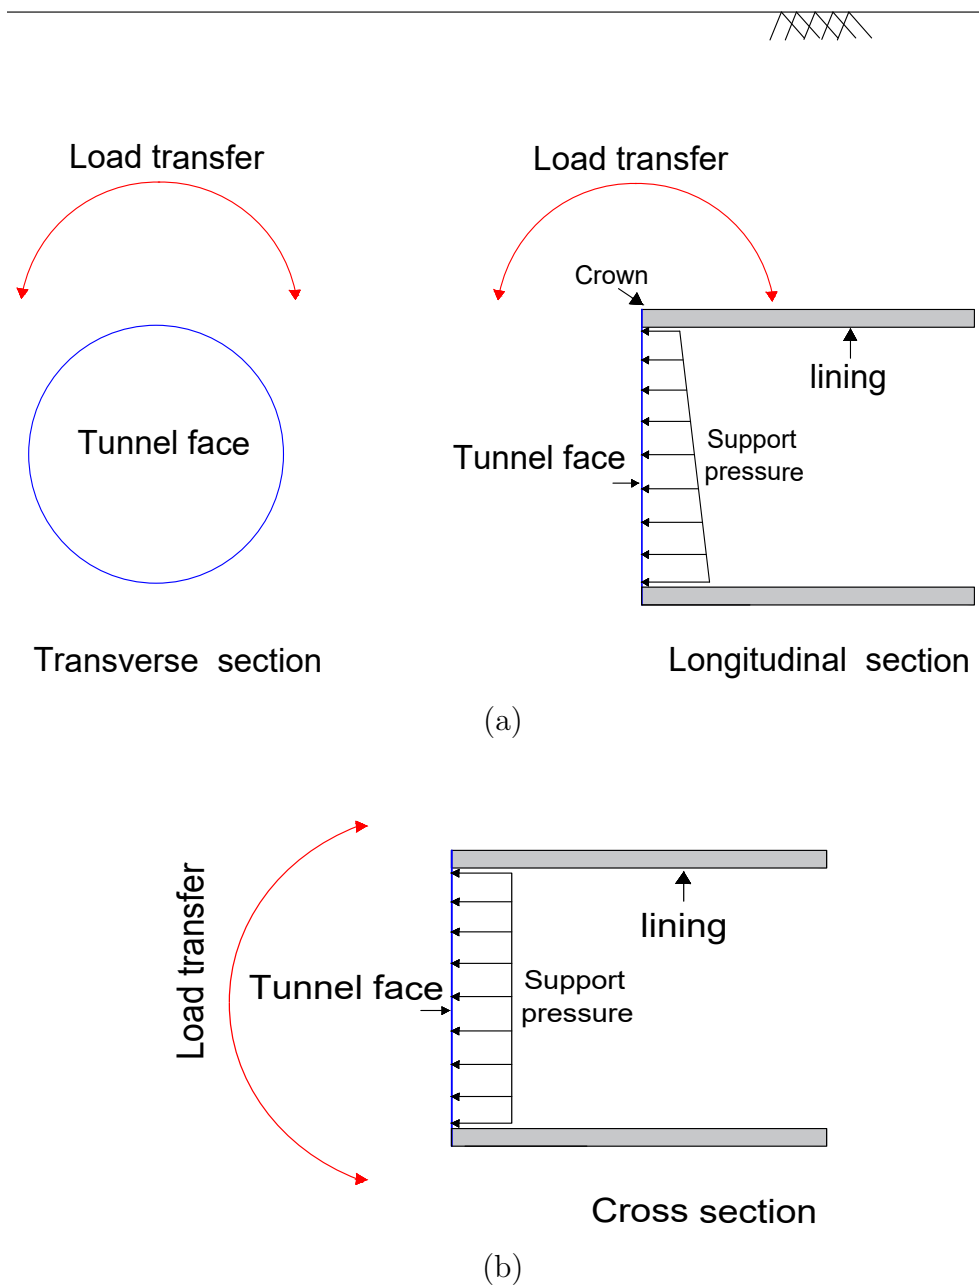 Load transfer
Load transfer
Crown
lining
Tunnel face
Support
pressure
Tunnel face
Transverse section
Longitudinal section
(a)
Load transfer
lining
Tunnel face
Support
pressure
Cross section
(b)